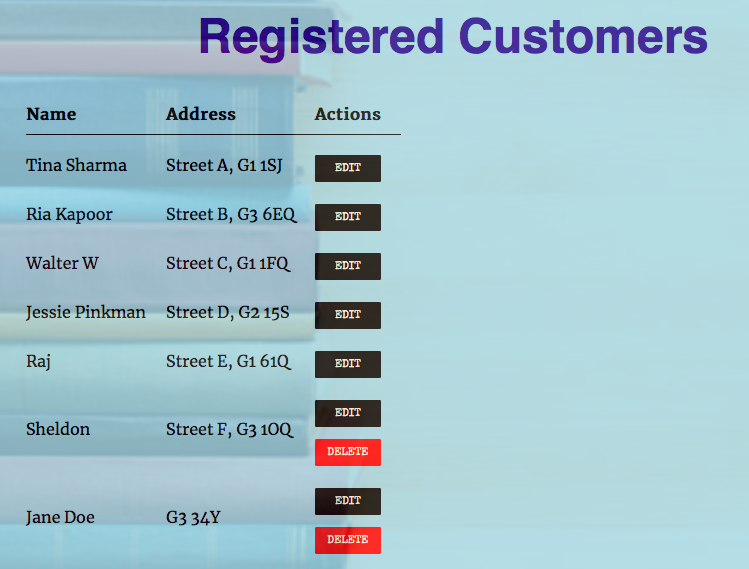 Registered Customers
Name Address Actions
Tina Sharma Street A, G1 1SJ EDIT
Ria Kapoor Street B, G3 6EQ EDIT
Walter W Street C, G1 1FQ EDIT
Jessie Pinkman Street D, G2 15S EDIT
Raj Street E, G1 61Q EDIT
Sheldon Street F, G3 1OQ EDIT
DELETE
Jane Doe G3 34Y EDIT
DELETE